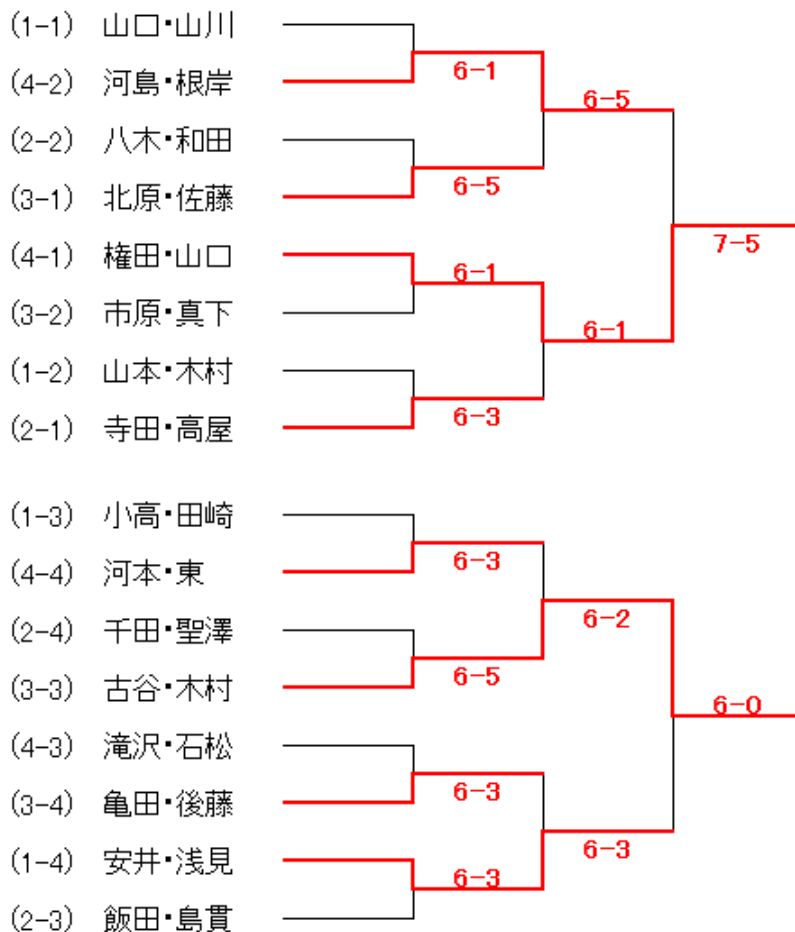 (1-1) 山口・山川
6-1
(4-2) 河島・根岸
6-5
(2-2) 八木・和田
6-5
(3-1) 北原・佐藤
7-5
(4-1) 権田・山口
6-1
(3-2) 市原・真下
6-1
(1-2) 山本・木村
6-3
(2-1) 寺田・高屋
(1-3) 小高・田崎
6-3
(4-4) 河本・東
6-2
(2-4) 千田・聖澤
6-5
(3-3) 古谷・木村
6-0
(4-3) 滝沢・石松
6-3
(3-4) 亀田・後藤
6-3
(1-4) 安井・浅見
6-3
(2-3) 飯田・島貫